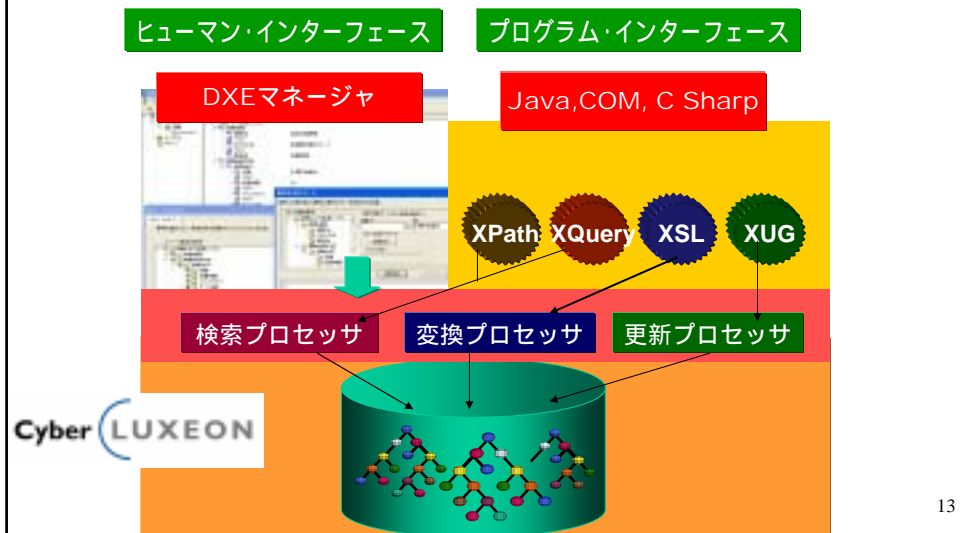 ヒューマン・インターフェース
プログラム・インターフェース
DXEマネージャ
Java,COM, C Sharp
XPath
XQuery
XSL
XUG
検索プロセッサ
変換プロセッサ
更新プロセッサ
Cyber LUXEON
13